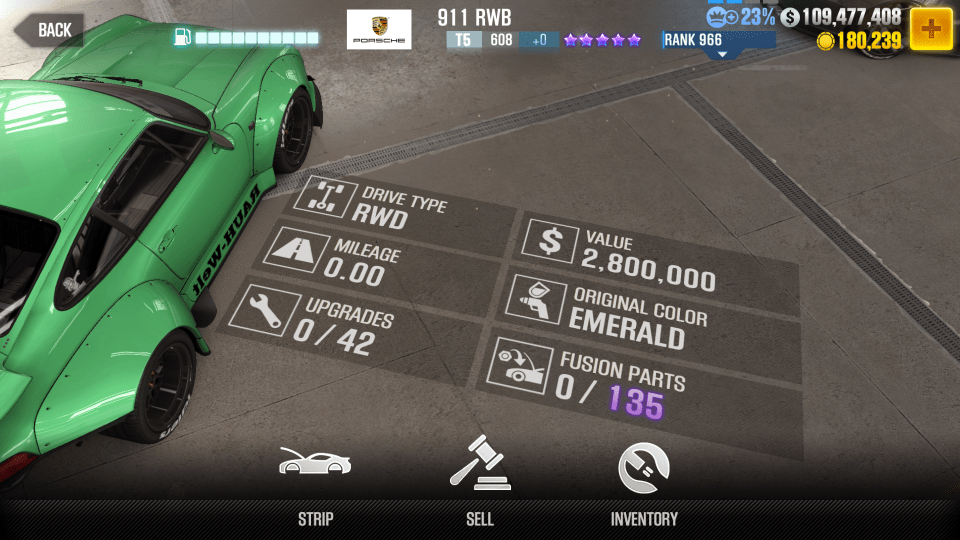 BACK
PORSCHE
911 RWB
T5 608 +0
RANK 966
23%
$ 109,477,408
180,239
DRIVE TYPE
RWD
MILEAGE
0.00
UPGRADES
0 / 42
$
VALUE
2,800,000
ORIGINAL COLOR
EMERALD
FUSION PARTS
0 / 135
RAUH-Welt
STRIP
SELL
INVENTORY